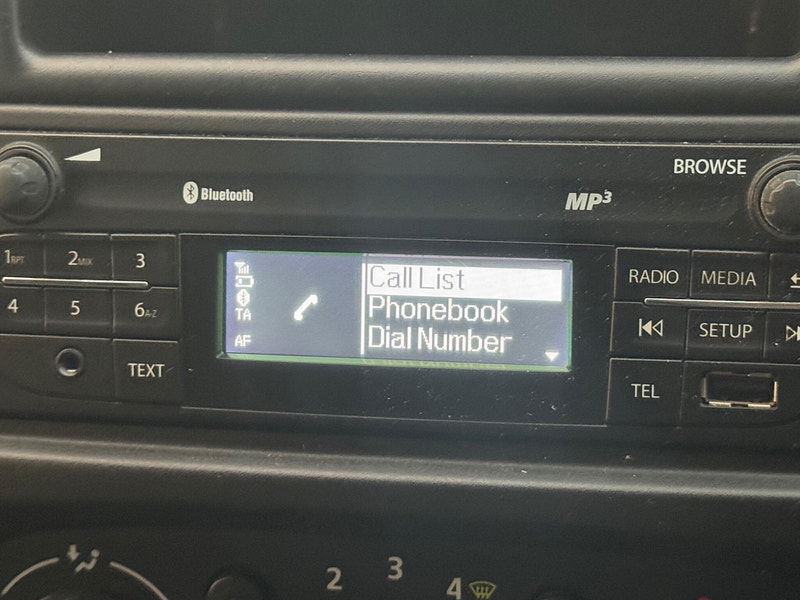 BROWSE
Bluetooth
MP3
1RPT
2MIX
3
4
5
6A-Z
TEXT
TA
AF
Call List
Phonebook
Dial Number
RADIO
MEDIA
SETUP
TEL
2
3
4